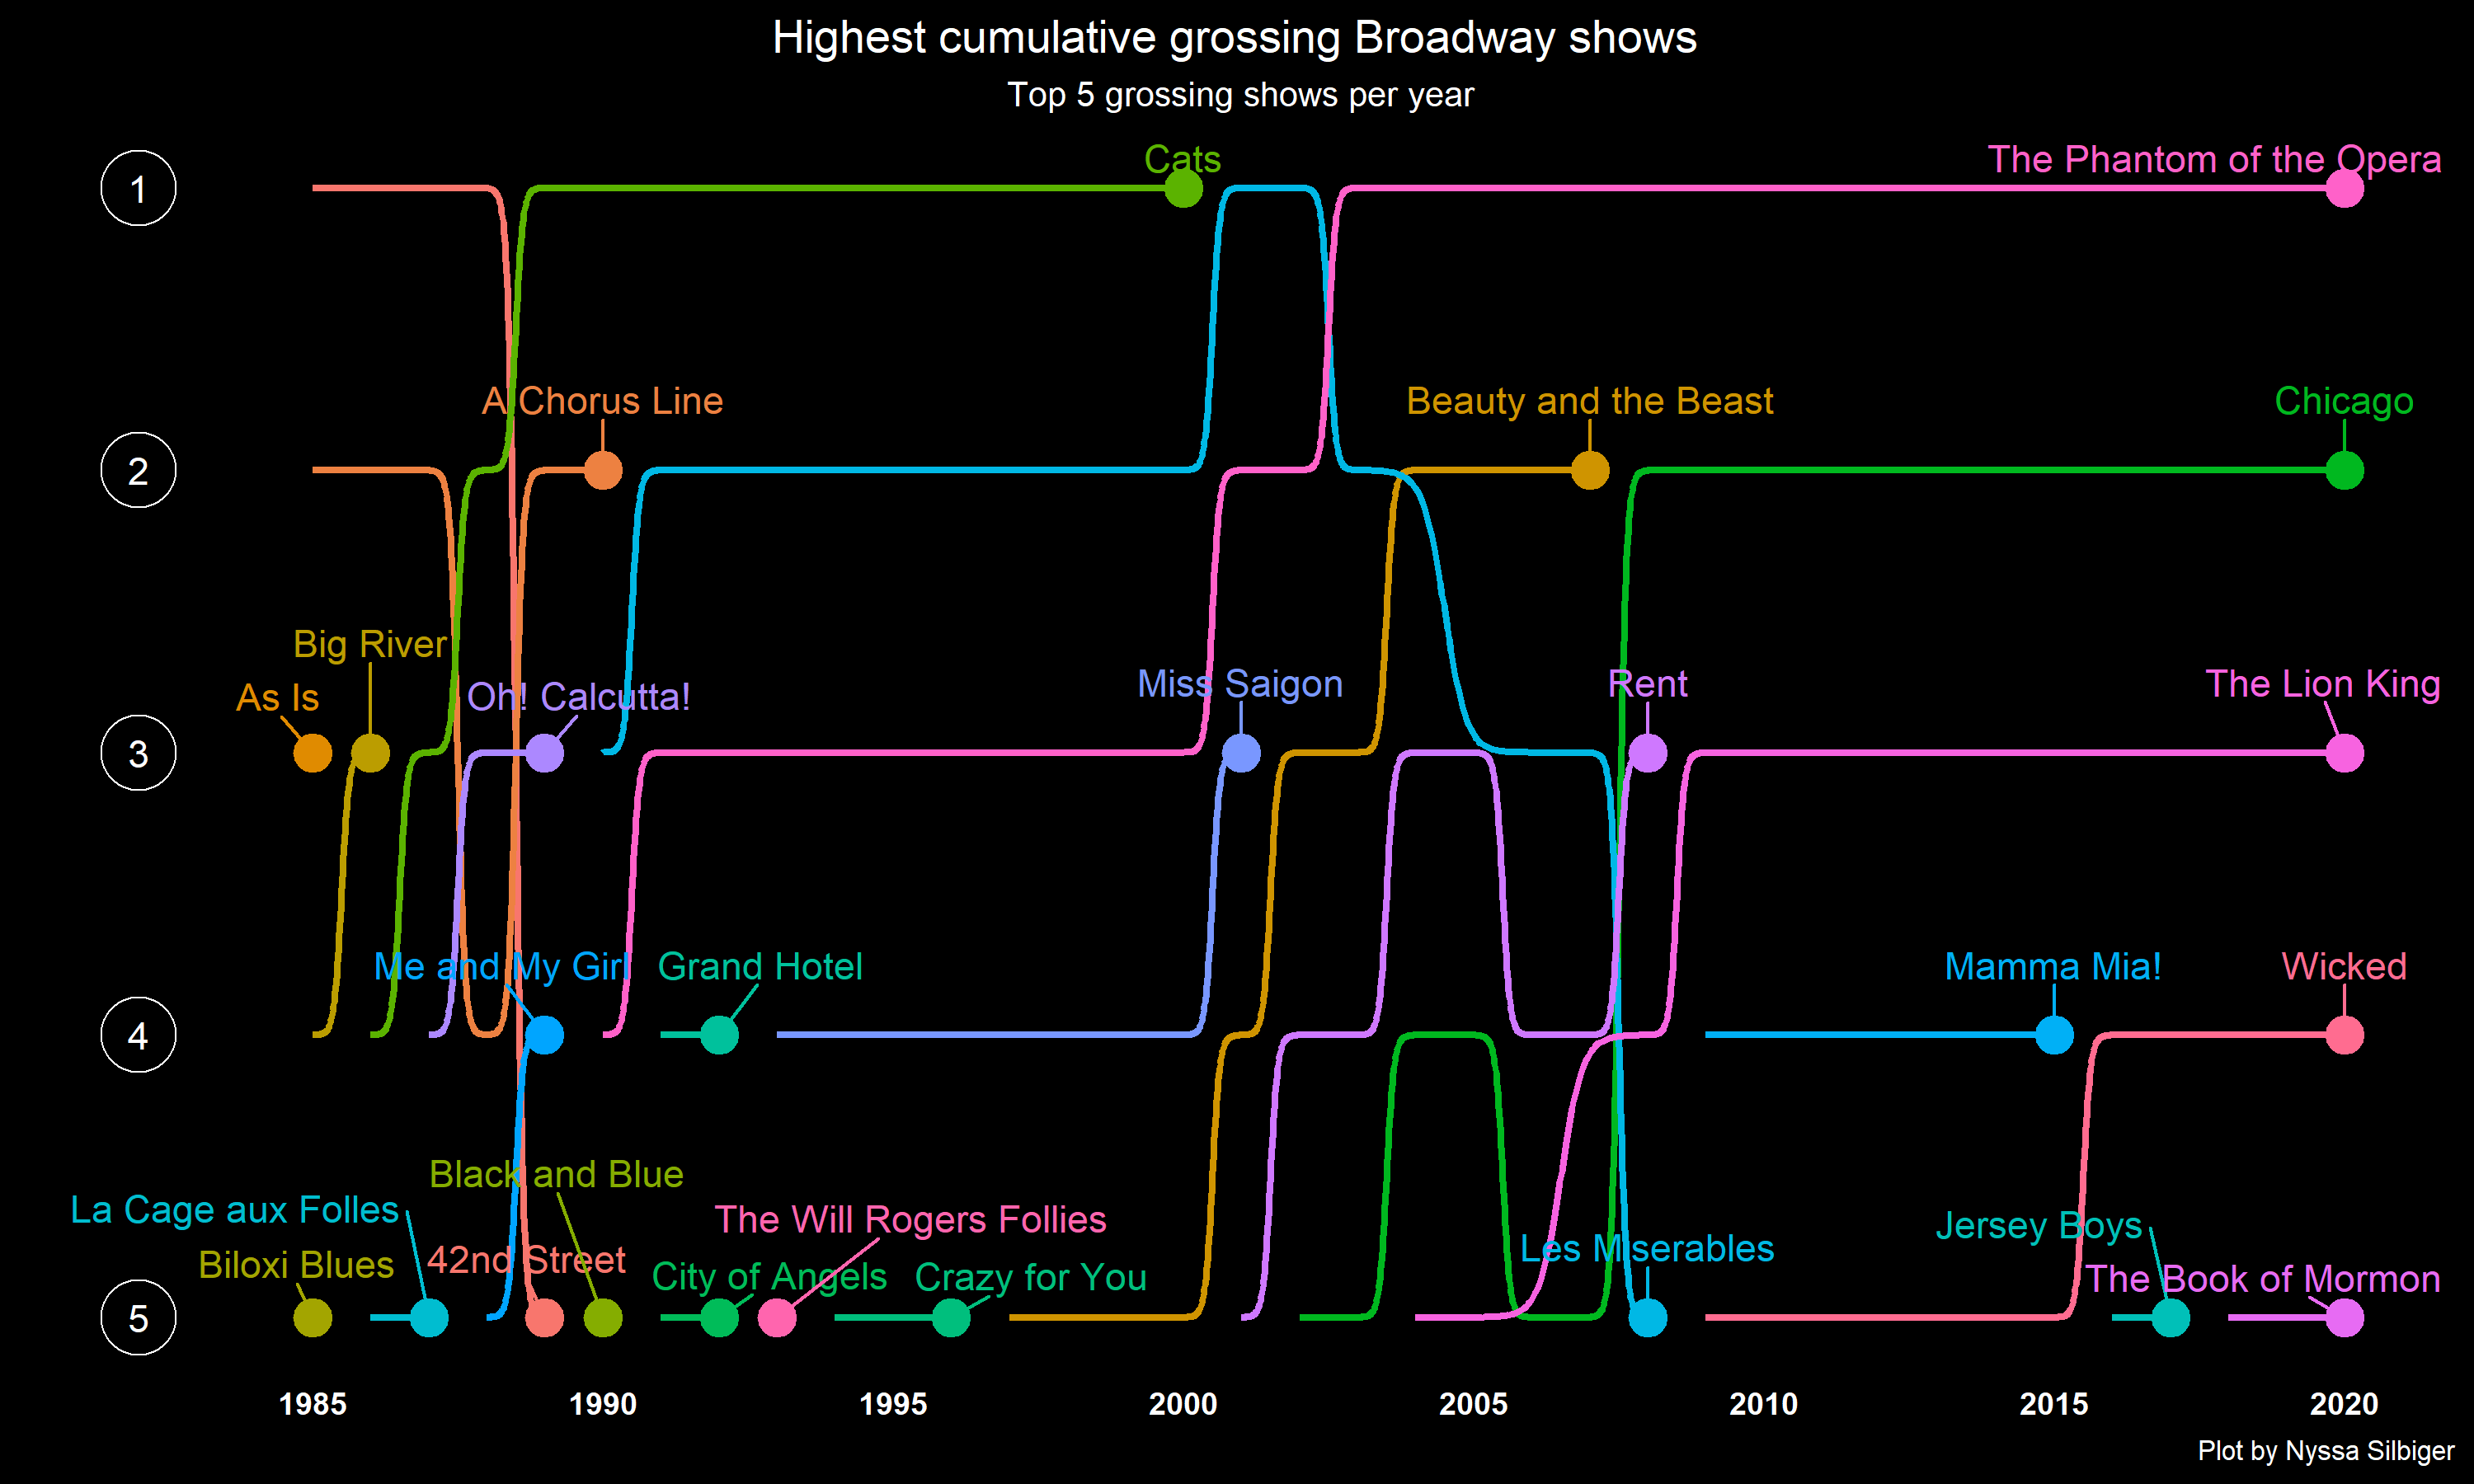 Highest cumulative grossing Broadway shows
Top 5 grossing shows per year
Cats
The Phantom of the Opera
1
A Chorus Line
Beauty and the Beast
Chicago
2
Big River
As Is
Oh! Calcutta!
Miss Saigon
Rent
The Lion King
3
Me and My Girl
Grand Hotel
Mamma Mia!
Wicked
4
Black and Blue
La Cage aux Folles
The Will Rogers Follies
Jersey Boys
Biloxi Blues
42nd Street
City of Angels
Crazy for You
Les Miserables
The Book of Mormon
5
1985 1990 1995 2000 2005 2010 2015 2020
Plot by Nyssa Silbiger